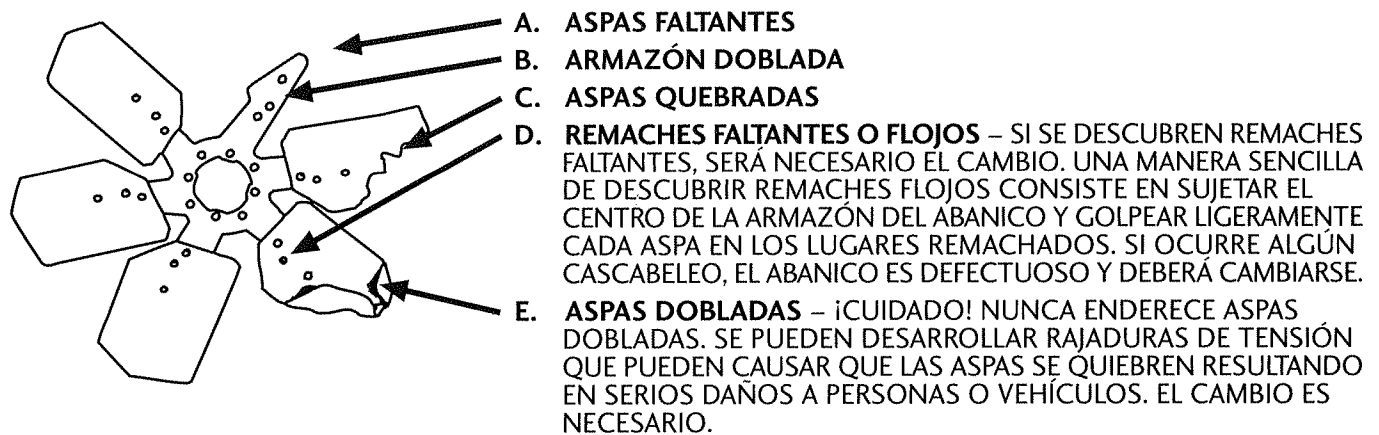 A. ASPAS FALTANTES
B. ARMAZÓN DOBLADA
C. ASPAS QUEBRADAS
D. REMACHES FALTANTES O FLOJOS – SI SE DESCUBREN REMACHES
FALTANTES, SERÁ NECESARIO EL CAMBIO. UNA MANERA SENCILLA
DE DESCUBRIR REMACHES FLOJOS CONSISTE EN SUJETAR EL
CENTRO DE LA ARMAZÓN DEL ABANICO Y GOLPEAR LIGERAMENTE
CADA ASPA EN LOS LUGARES REMACHADOS. SI OCURRE ALGÚN
CASCABELEO, EL ABANICO ES DEFECTUOSO Y DEBERÁ CAMBIARSE.
E. ASPAS DOBLADAS – ¡CUIDADO! NUNCA ENDERECE ASPAS
DOBLADAS. SE PUEDEN DESARROLLAR RAJADURAS DE TENSIÓN
QUE PUEDEN CAUSAR QUE LAS ASPAS SE QUIEBREN RESULTANDO
EN SERIOS DAÑOS A PERSONAS O VEHÍCULOS. EL CAMBIO ES
NECESARIO.